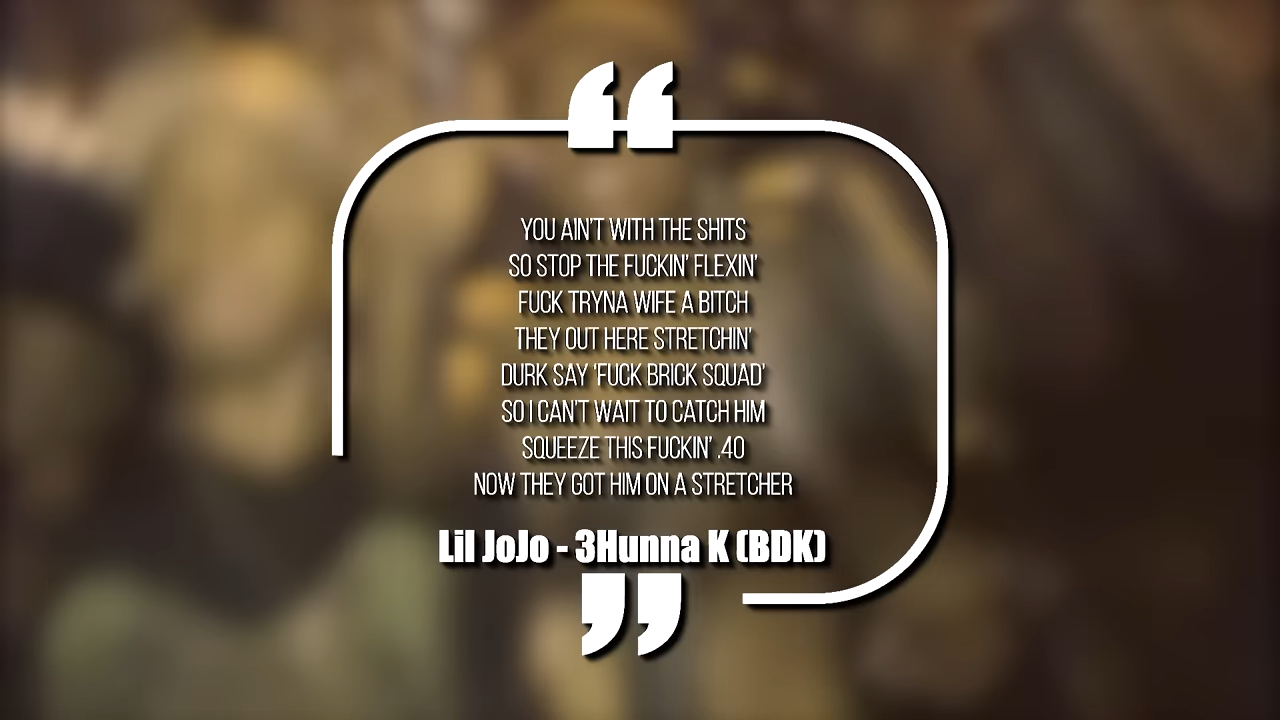 YOU AIN'T WITH THE SHITS
SO STOP THE FUCKIN' FLEXIN'
FUCK TRYNA WIFE A BITCH
THEY OUT HERE STRETCHIN'
DURK SAY 'FUCK BRICK SQUAD'
SO I CAN'T WAIT TO CATCH HIM
SQUEEZE THIS FUCKIN' .40
NOW THEY GOT HIM ON A STRETCHER
Lil JoJo - 3Hunna K (BDK)